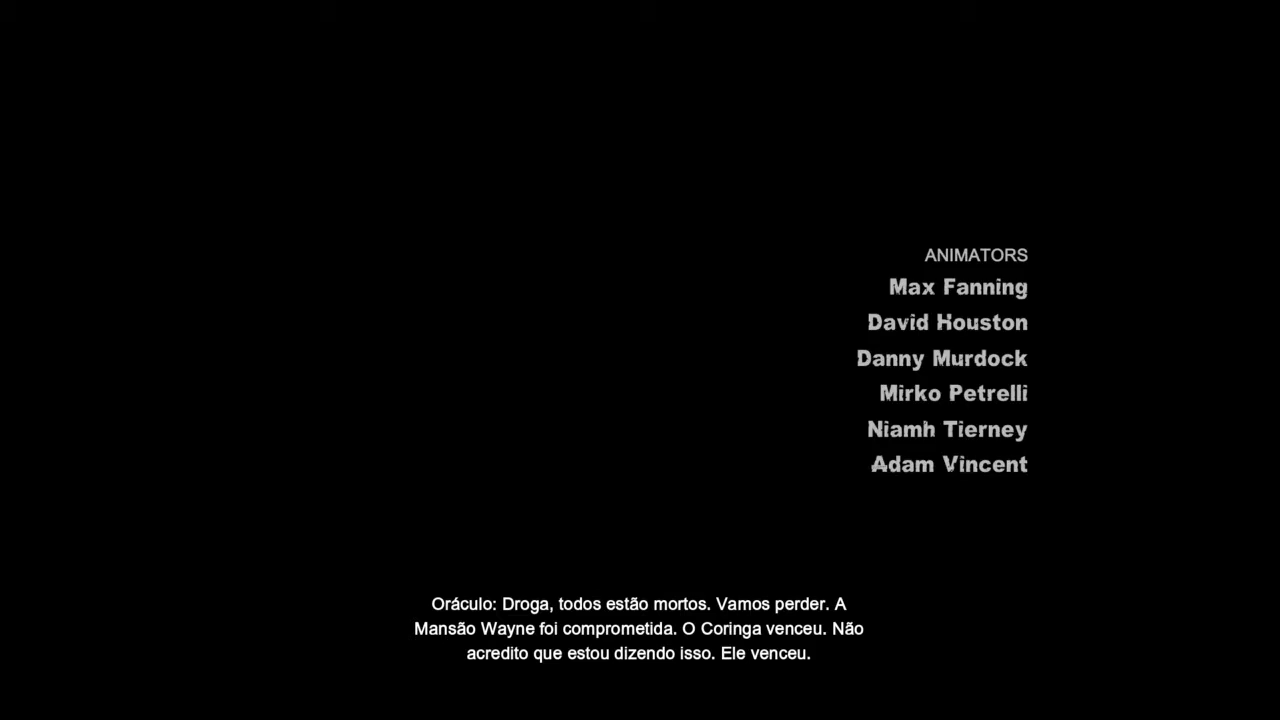 ANIMATORS
Max Fanning
David Houston
Danny Murdock
Mirko Petrelli
Niamh Tierney
Adam Vincent
Oráculo: Droga, todos estão mortos. Vamos perder. A
Mansão Wayne foi comprometida. O Coringa venceu. Não
acredito que estou dizendo isso. Ele venceu.